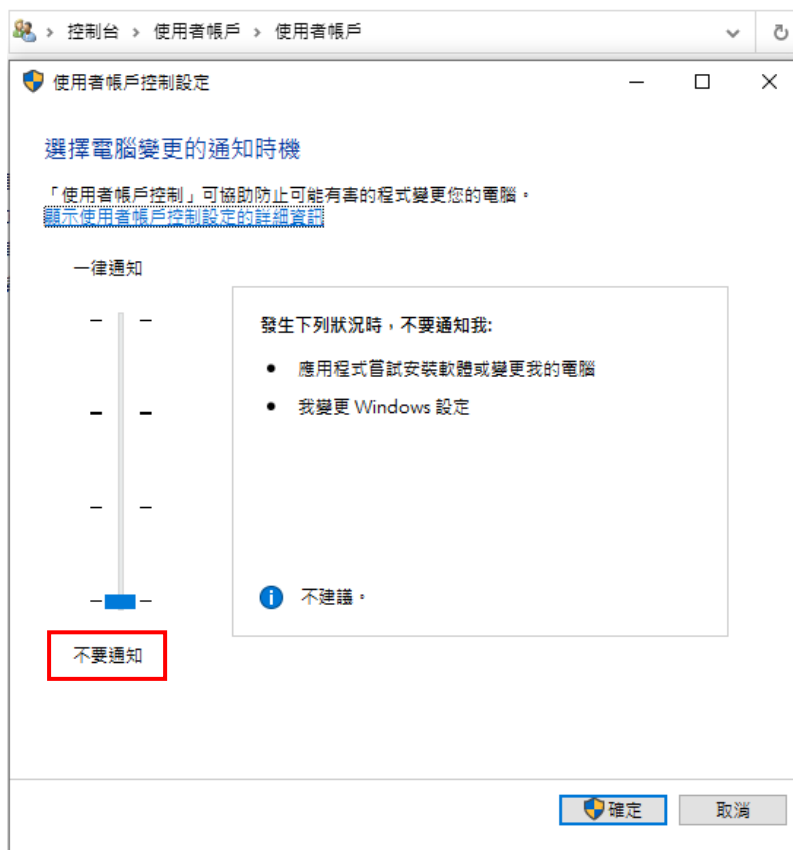 控制台 › 使用者帳戶 › 使用者帳戶
使用者帳戶控制設定
選擇電腦變更的通知時機
「使用者帳戶控制」可協助防止可能有害的程式變更您的電腦。
顯示使用者帳戶控制設定的詳細資訊
一律通知
發生下列狀況時，不要通知我:
● 應用程式嘗試安裝軟體或變更我的電腦
● 我變更 Windows 設定
不建議。
不要通知
確定
取消